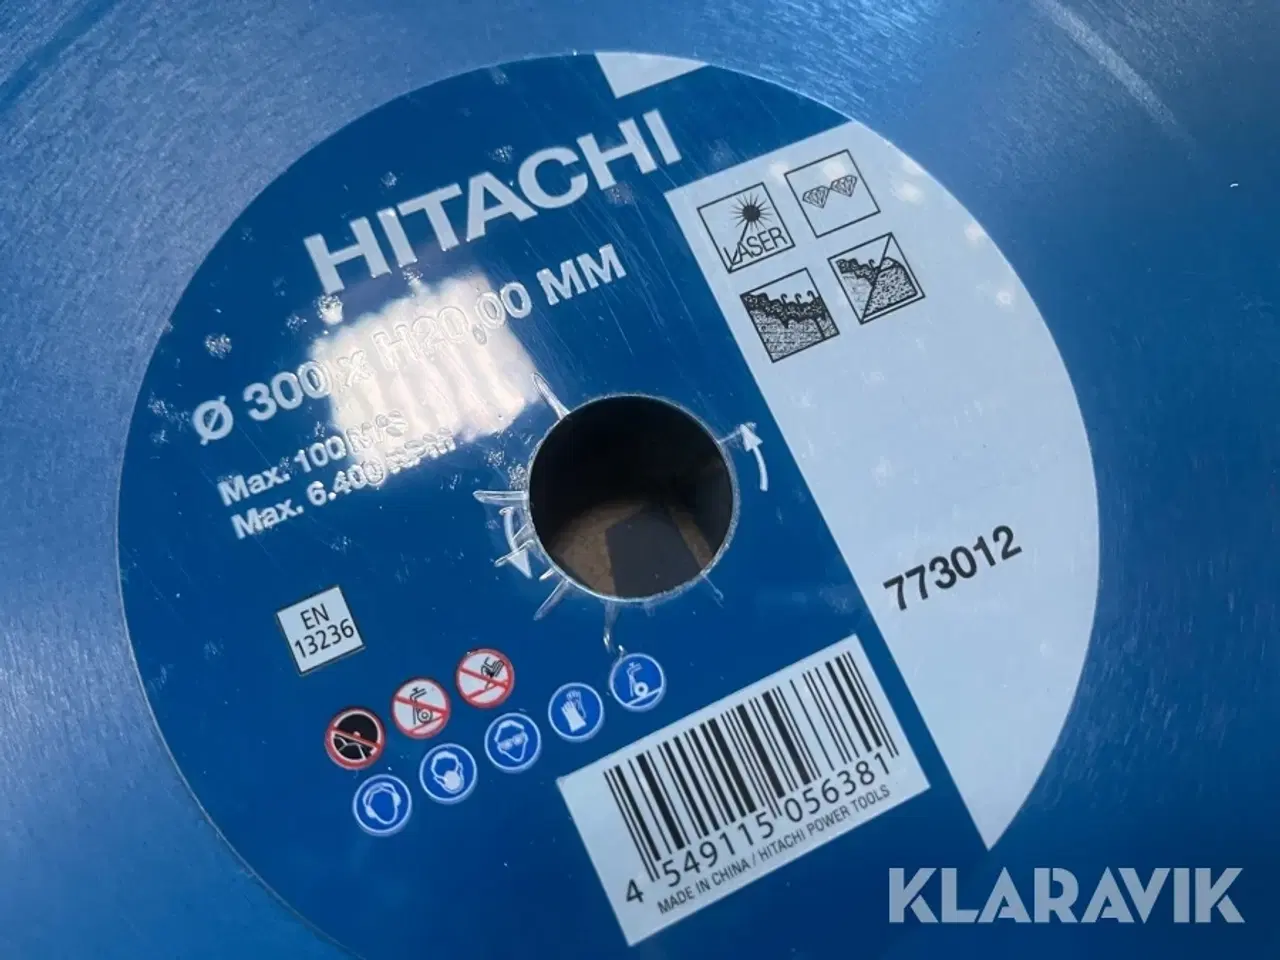 HITACHI
Ø 300 x H20,00 MM
Max. 100 M/S
Max. 6.400 RPM
LASER
773012
EN
13236
4 549115 056381
MADE IN CHINA / HITACHI POWER TOOLS
KLARAVIK